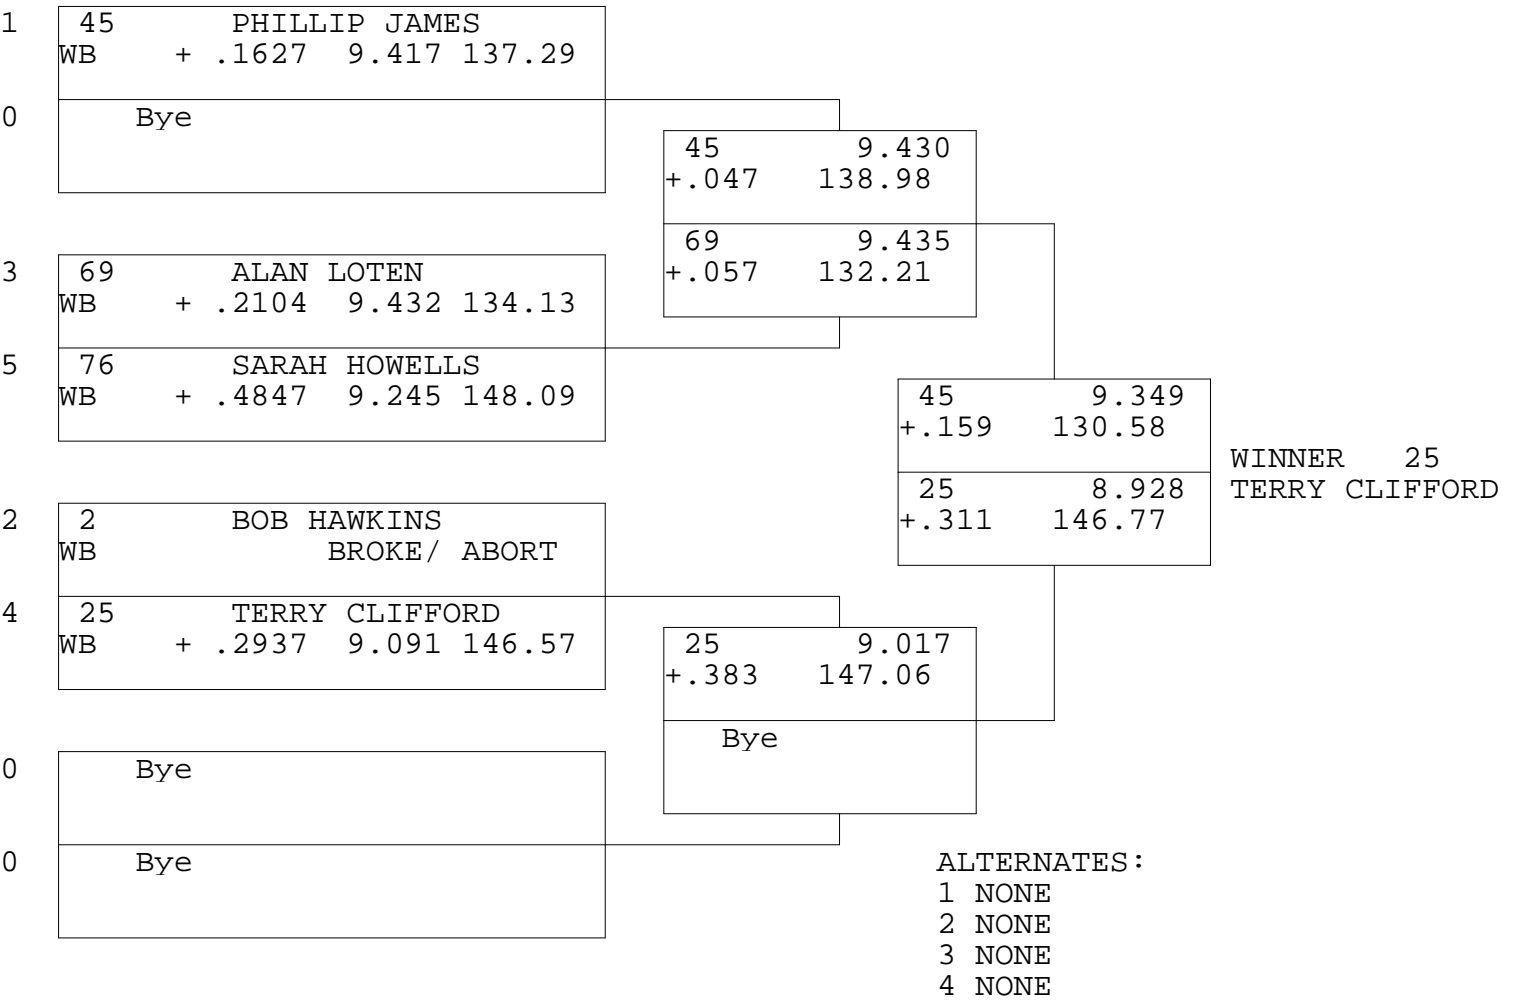 1 45 PHILLIP JAMES
WB + .1627 9.417 137.29
0 Bye
3 69 ALAN LOTEN
WB + .2104 9.432 134.13
5 76 SARAH HOWELLS
WB + .4847 9.245 148.09
2 2 BOB HAWKINS
WB BROKE/ ABORT
4 25 TERRY CLIFFORD
WB + .2937 9.091 146.57
0 Bye
0 Bye
45 9.430
+.047 138.98
69 9.435
+.057 132.21
25 9.017
+.383 147.06
Bye
45 9.349
+.159 130.58
25 8.928
+.311 146.77
WINNER 25
TERRY CLIFFORD
ALTERNATES:
1 NONE
2 NONE
3 NONE
4 NONE